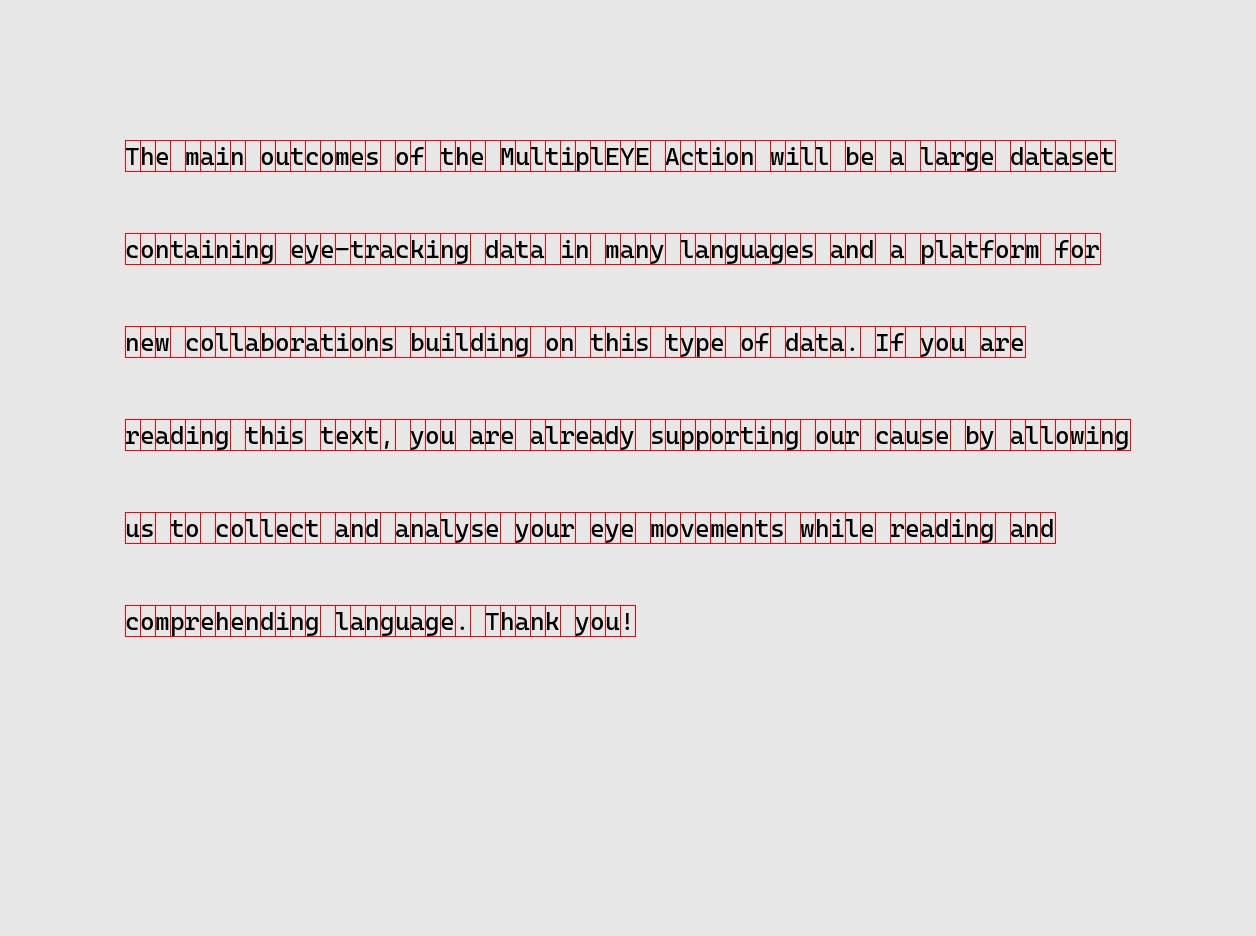 The main outcomes of the MultiplEYE Action will be a large dataset
containing eye-tracking data in many languages and a platform for
new collaborations building on this type of data. If you are
reading this text, you are already supporting our cause by allowing
us to collect and analyse your eye movements while reading and
comprehending language. Thank you!